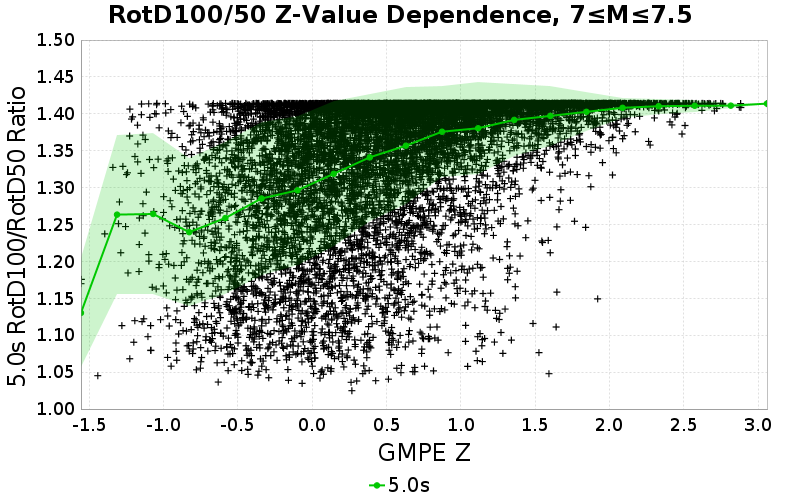 RotD100/50 Z-Value Dependence, 7≤M≤7.5
5.0s RotD100/RotD50 Ratio
1.50
1.45
1.40
1.35
1.30
1.25
1.20
1.15
1.10
1.05
1.00
-1.5 -1.0 -0.5 0.0 0.5 1.0 1.5 2.0 2.5 3.0
GMPE Z
5.0s